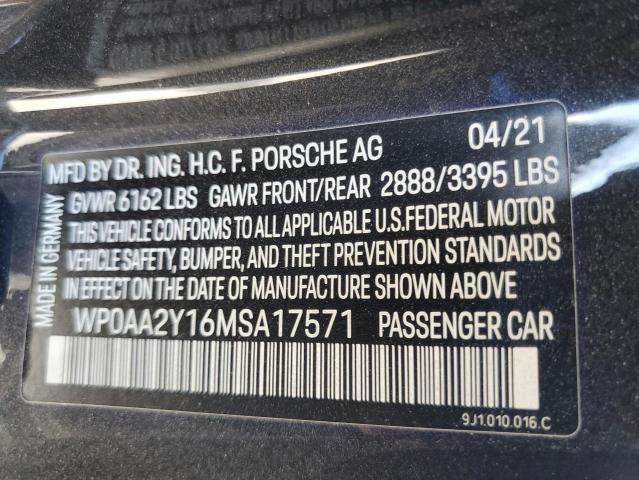 MFD BY DR. ING. H.C. F. PORSCHE AG 04/21
GVWR 6162 LBS GAWR FRONT/REAR 2888/3395 LBS
THIS VEHICLE CONFORMS TO ALL APPLICABLE U.S.FEDERAL MOTOR
VEHICLE SAFETY, BUMPER, AND THEFT PREVENTION STANDARDS
IN EFFECT ON THE DATE OF MANUFACTURE SHOWN ABOVE
WP0AA2Y16MSA17571 PASSENGER CAR
MADE IN GERMANY
9J1.010.016.C